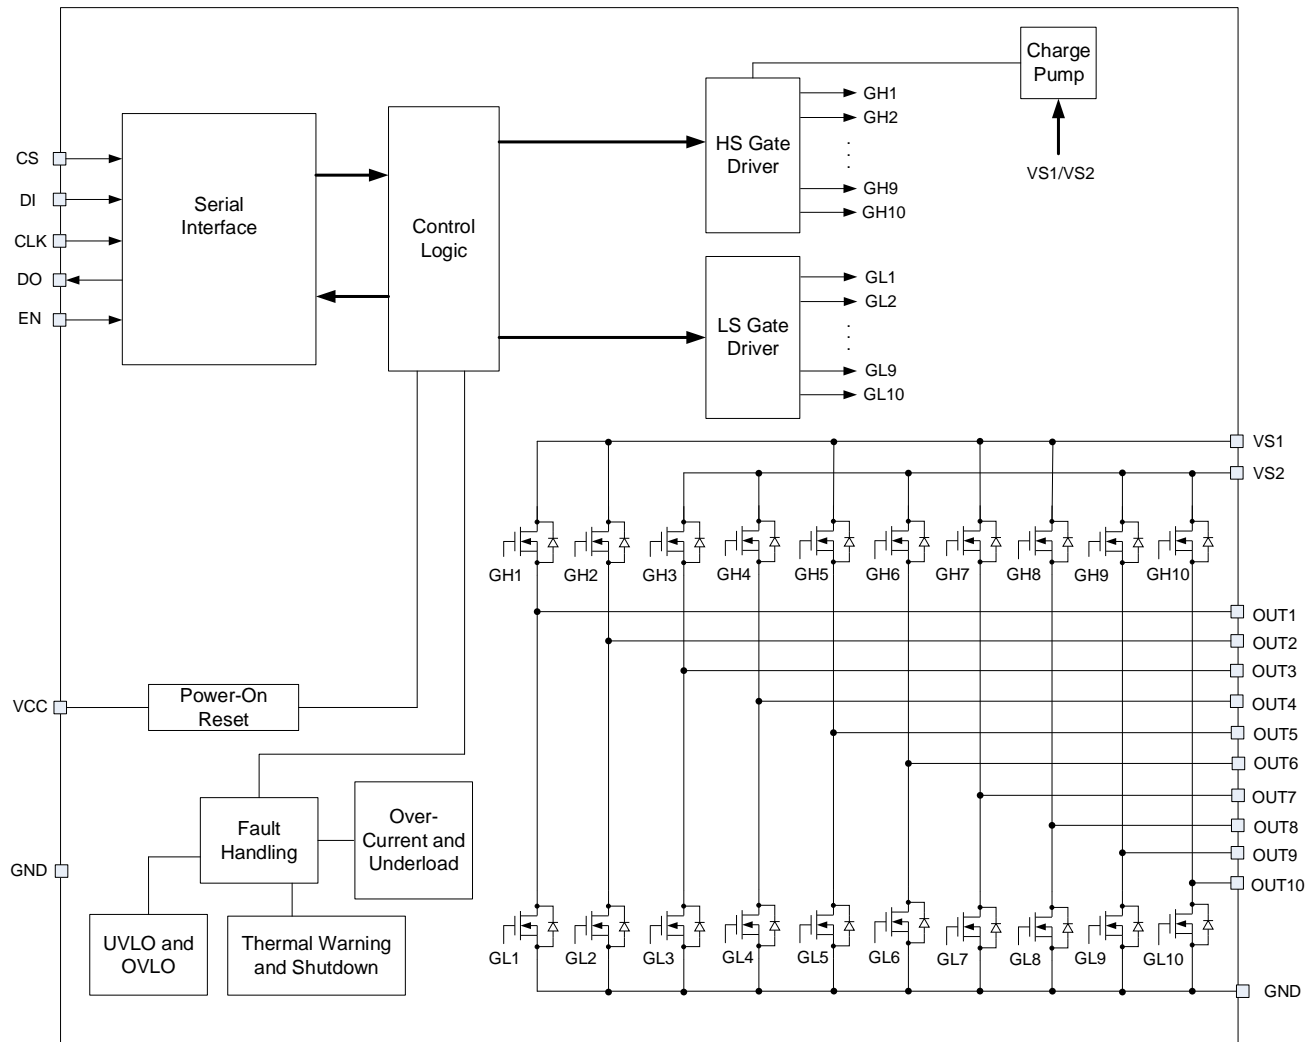 Charge
Pump
VS1/VS2
HS Gate
Driver
GH1
GH2
GH9
GH10
CS
DI
CLK
DO
EN
Serial
Interface
Control
Logic
LS Gate
Driver
GL1
GL2
GL9
GL10
VS1
VS2
GH1
GH2
GH3
GH4
GH5
GH6
GH7
GH8
GH9
GH10
OUT1
OUT2
OUT3
OUT4
OUT5
OUT6
OUT7
OUT8
OUT9
OUT10
VCC
Power-On
Reset
Fault
Handling
Over-
Current and
Underload
GND
UVLO and
OVLO
Thermal Warning
and Shutdown
GL1
GL2
GL3
GL4
GL5
GL6
GL7
GL8
GL9
GL10
GND